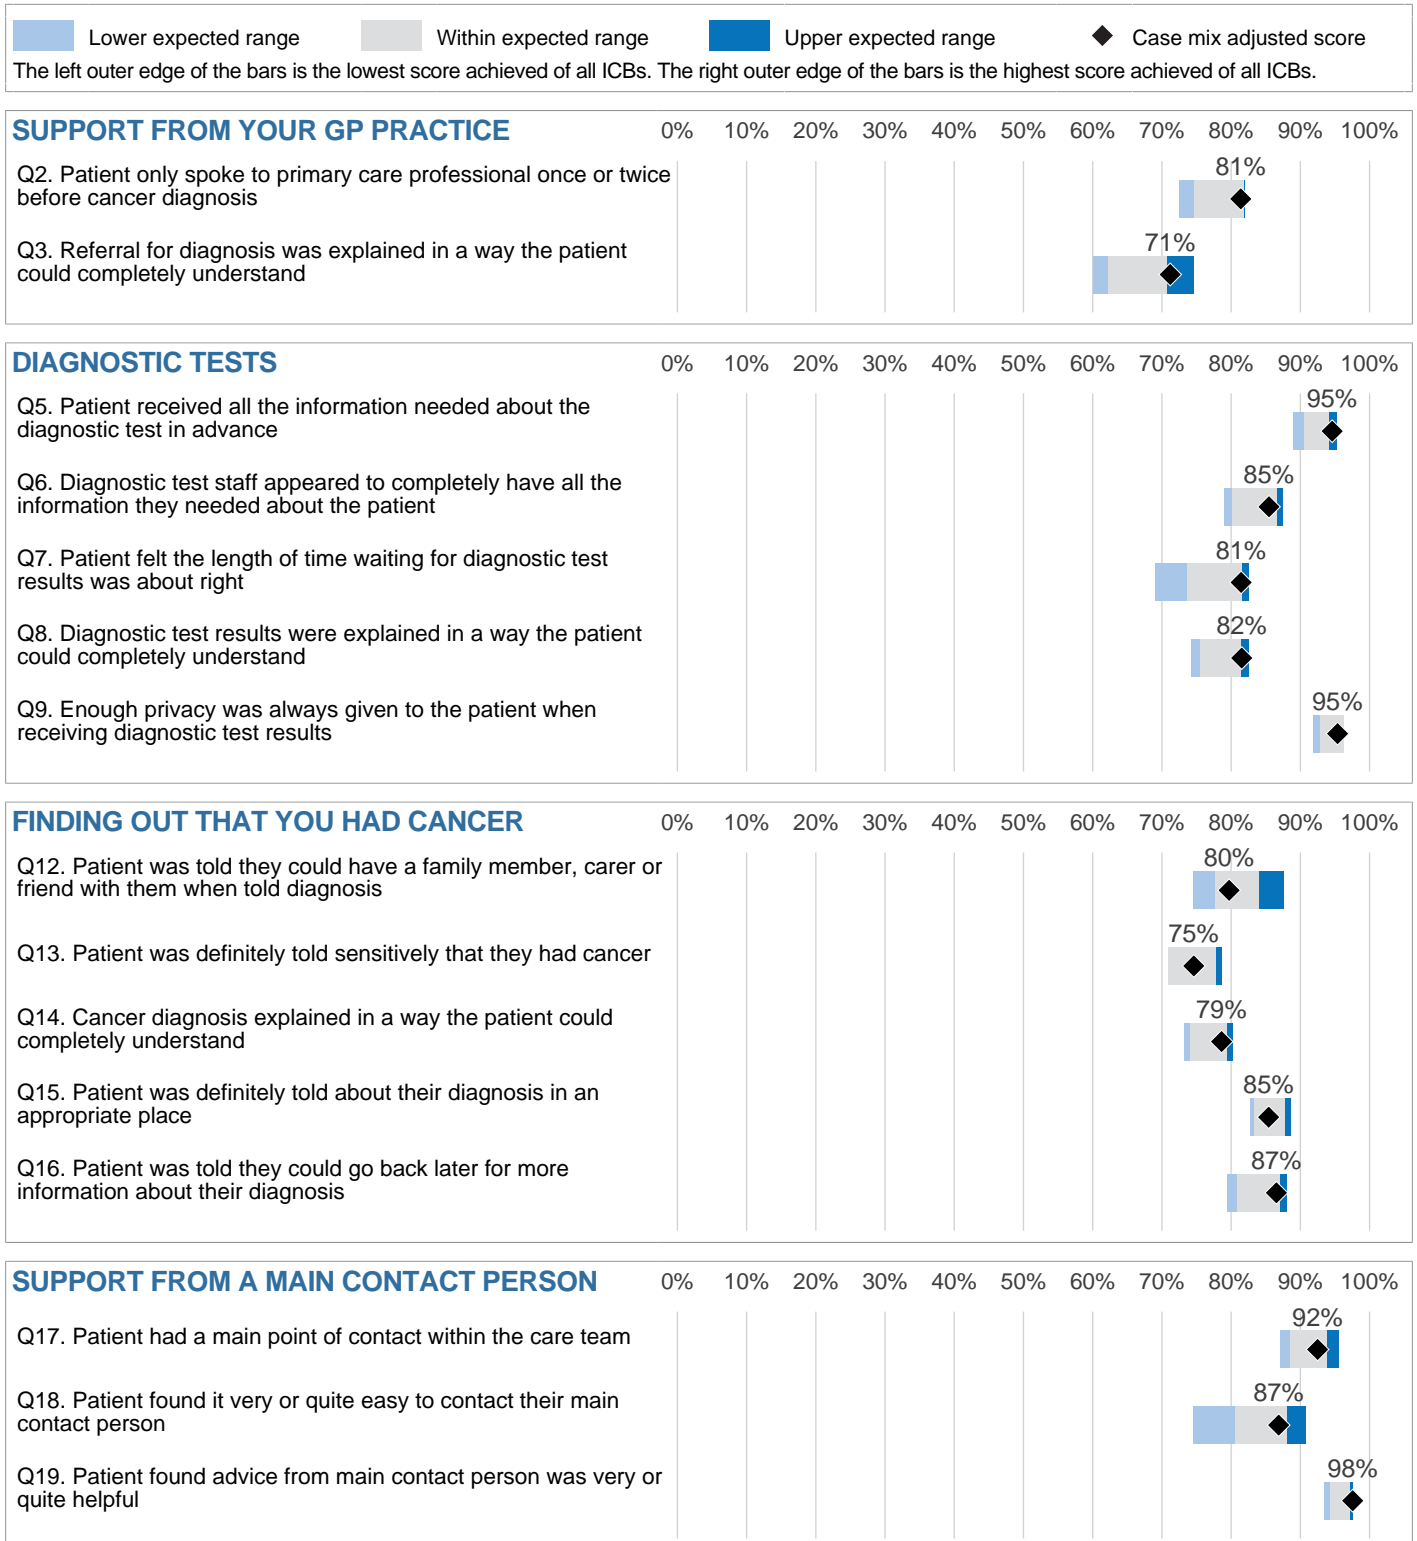 Lower expected range Within expected range Upper expected range Case mix adjusted score
The left outer edge of the bars is the lowest score achieved of all ICBs. The right outer edge of the bars is the highest score achieved of all ICBs.
SUPPORT FROM YOUR GP PRACTICE 0% 10% 20% 30% 40% 50% 60% 70% 80% 90% 100%
Q2. Patient only spoke to primary care professional once or twice 81%
before cancer diagnosis
Q3. Referral for diagnosis was explained in a way the patient 71%
could completely understand
DIAGNOSTIC TESTS 0% 10% 20% 30% 40% 50% 60% 70% 80% 90% 100%
Q5. Patient received all the information needed about the 95%
diagnostic test in advance
Q6. Diagnostic test staff appeared to completely have all the 85%
information they needed about the patient
Q7. Patient felt the length of time waiting for diagnostic test 81%
results was about right
Q8. Diagnostic test results were explained in a way the patient 82%
could completely understand
Q9. Enough privacy was always given to the patient when 95%
receiving diagnostic test results
FINDING OUT THAT YOU HAD CANCER 0% 10% 20% 30% 40% 50% 60% 70% 80% 90% 100%
Q12. Patient was told they could have a family member, carer or 80%
friend with them when told diagnosis
Q13. Patient was definitely told sensitively that they had cancer 75%
Q14. Cancer diagnosis explained in a way the patient could 79%
completely understand
Q15. Patient was definitely told about their diagnosis in an 85%
appropriate place
Q16. Patient was told they could go back later for more 87%
information about their diagnosis
SUPPORT FROM A MAIN CONTACT PERSON 0% 10% 20% 30% 40% 50% 60% 70% 80% 90% 100%
Q17. Patient had a main point of contact within the care team 92%
Q18. Patient found it very or quite easy to contact their main 87%
contact person
Q19. Patient found advice from main contact person was very or 98%
quite helpful